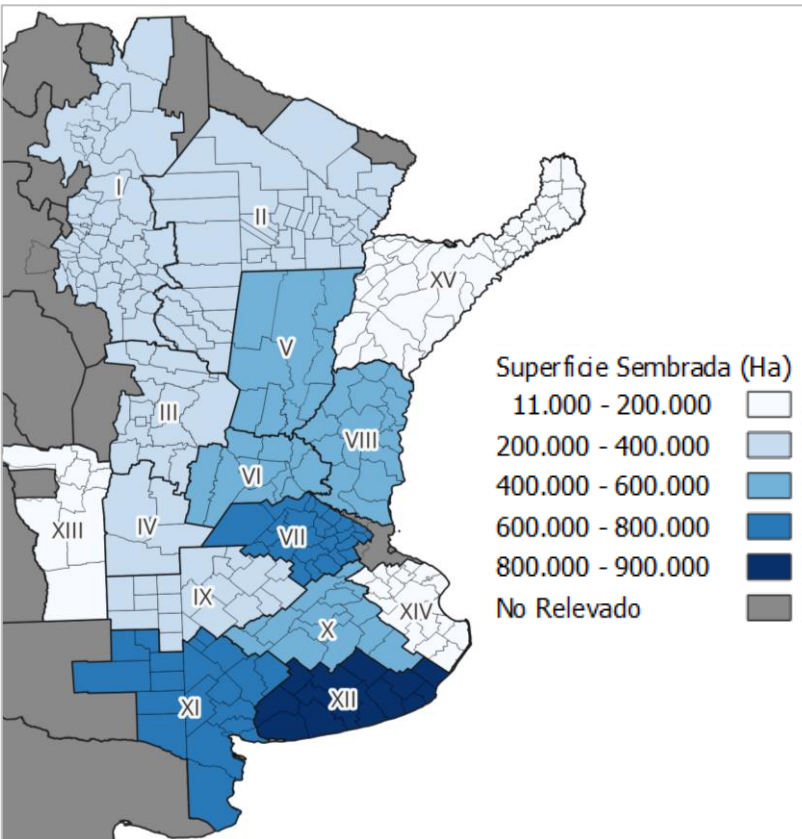 I
II
XV
V
Superficie Sembrada (Ha)
11.000 - 200.000
III
VIII
200.000 - 400.000
VI
400.000 - 600.000
XIII
IV
VII
600.000 - 800.000
800.000 - 900.000
IX
XIV
No Relevado
X
XII
XI